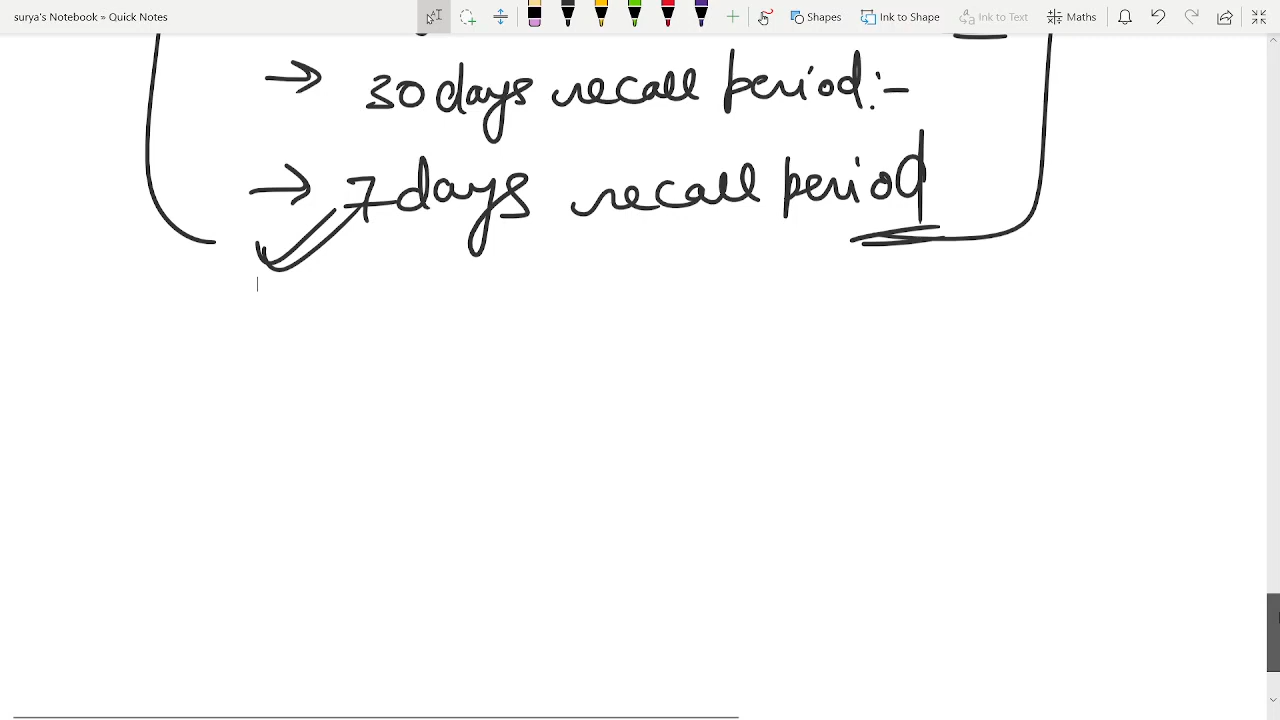 surya's Notebook » Quick Notes
Shapes
Ink to Shape
Ink to Text
Maths
→ 30 days recall period:-
→ 7 days recall period